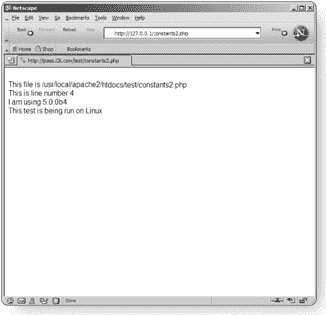 Netscape
File Edit View Go Bookmarks Tools Window Help
Back Forward Reload Stop http://127.0.0.1/constants2.php Print
Home Bookmarks
This file is /usr/local/apache2/htdocs/test/constants2.php
This is line number 4
I am using 5.0.0b4
This test is being run on Linux
Done